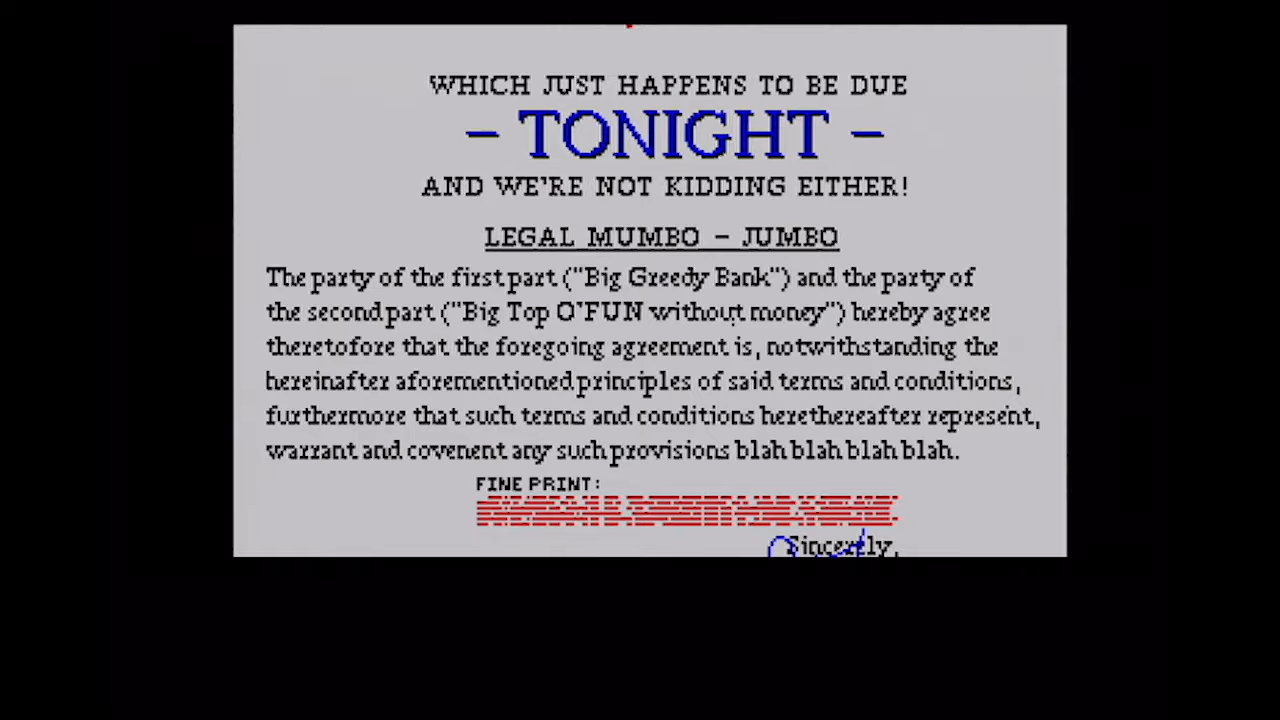 WHICH JUST HAPPENS TO BE DUE
- TONIGHT -
AND WE'RE NOT KIDDING EITHER!
LEGAL MUMBO - JUMBO
The party of the first part ("Big Greedy Bank") and the party of
the second part ("Big Top O'FUN without money") hereby agree
theretofore that the foregoing agreement is, notwithstanding the
hereinafter aforementioned principles of said terms and conditions,
furthermore that such terms and conditions herethereafter represent,
warrant and covenent any such provisions blah blah blah blah.
FINE PRINT:
Sincerely,